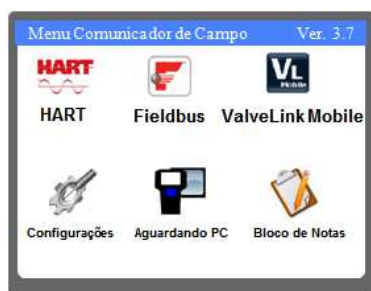 Menu Comunicador de Campo Ver. 3.7
HART
VL
Mobile
HART Fieldbus ValveLink Mobile
Configurações Aguardando PC Bloco de Notas